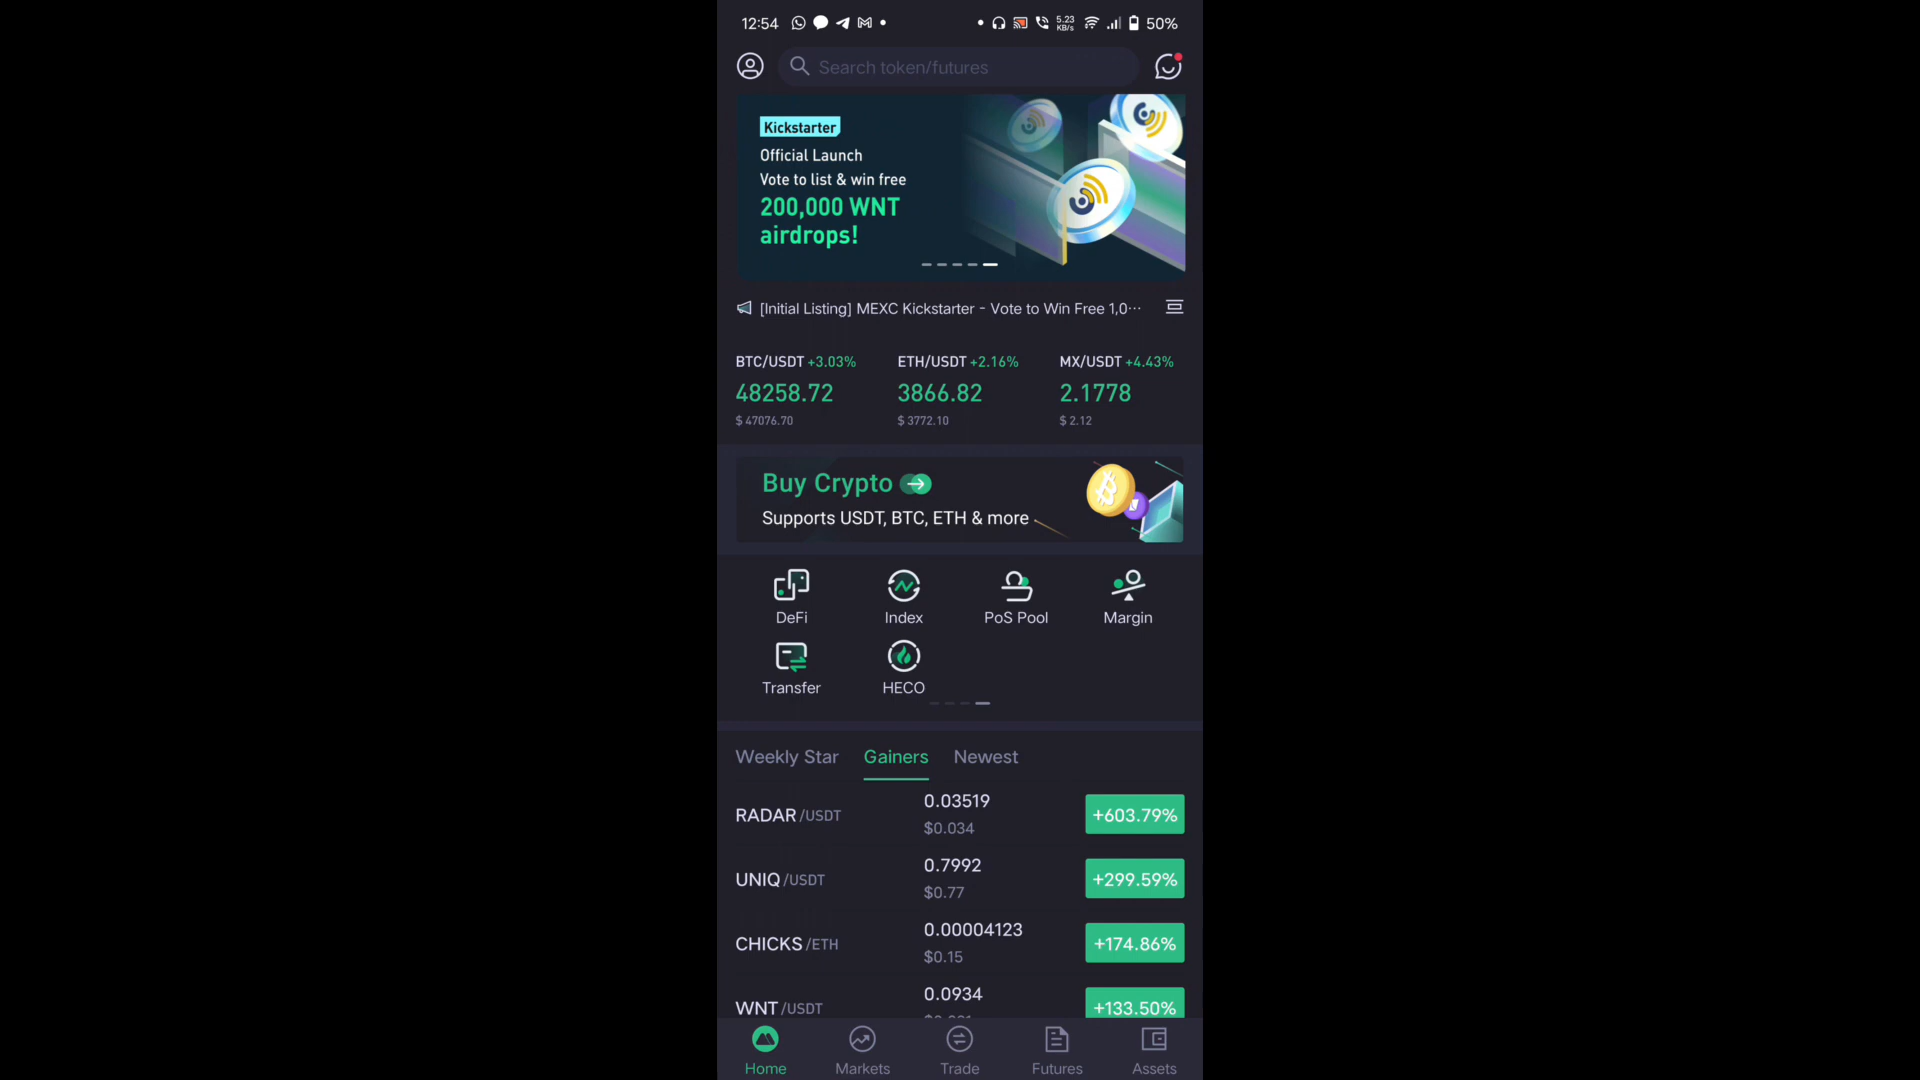 12:54 5.23 KB/s 50%
Search token/futures
Kickstarter
Official Launch
Vote to list & win free
200,000 WNT
airdrops!
[Initial Listing] MEXC Kickstarter - Vote to Win Free 1,0···
BTC/USDT +3.03% ETH/USDT +2.16% MX/USDT +4.43%
48258.72 3866.82 2.1778
$ 47076.70 $ 3772.10 $ 2.12
Buy Crypto
Supports USDT, BTC, ETH & more
DeFi Index PoS Pool Margin
Transfer HECO
Weekly Star Gainers Newest
RADAR /USDT 0.03519 +603.79%
$0.034
UNIQ /USDT 0.7992 +299.59%
$0.77
CHICKS /ETH 0.00004123 +174.86%
$0.15
WNT /USDT 0.0934 +133.50%
Home Markets Trade Futures Assets